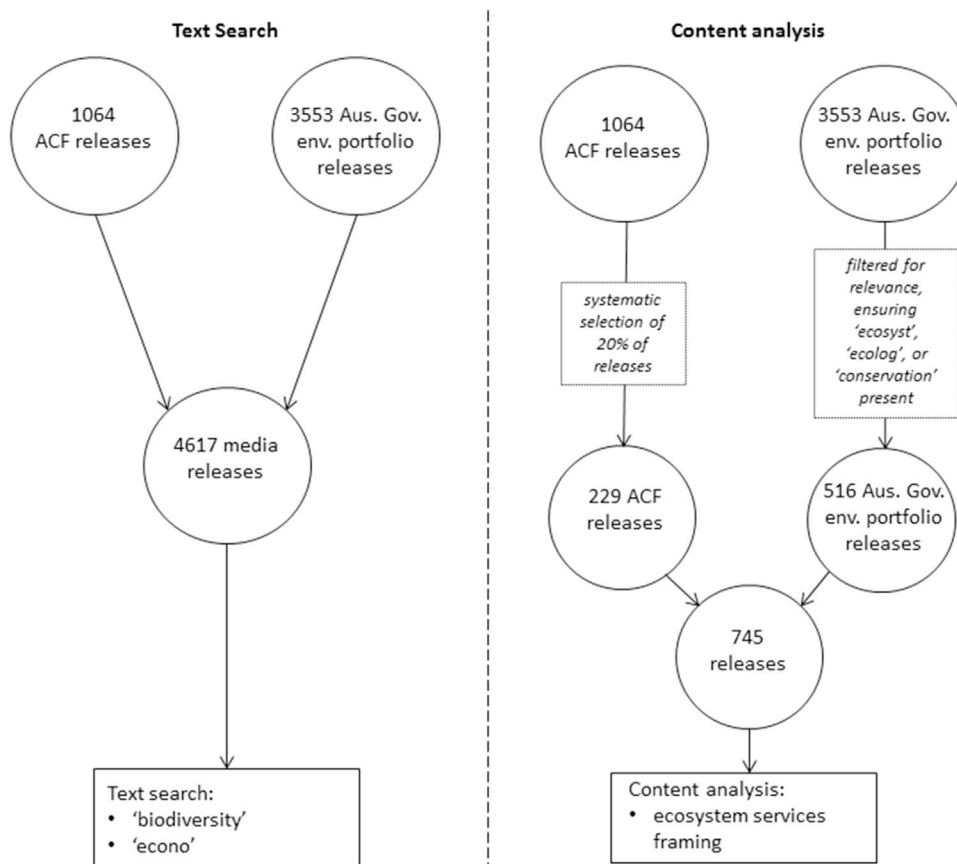 Text Search
1064
ACF releases
3553 Aus. Gov.
env. portfolio
releases
4617 media
releases
Text search:
• ‘biodiversity’
• ‘econo’
Content analysis
1064
ACF releases
3553 Aus. Gov.
env. portfolio
releases
systematic
selection of
20% of
releases
filtered for
relevance,
ensuring
‘ecosyst’,
‘ecolog’, or
‘conservation’
present
229 ACF
releases
516 Aus. Gov.
env. portfolio
releases
745
releases
Content analysis:
• ecosystem services
framing